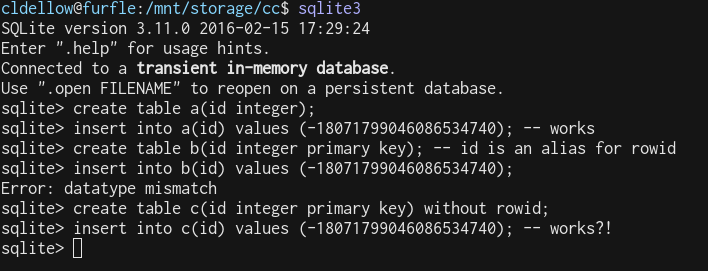 cldellow@furfle:/mnt/storage/cc$ sqlite3
SQLite version 3.11.0 2016-02-15 17:29:24
Enter ".help" for usage hints.
Connected to a transient in-memory database.
Use ".open FILENAME" to reopen on a persistent database.
sqlite> create table a(id integer);
sqlite> insert into a(id) values (-18071799046086534740); -- works
sqlite> create table b(id integer primary key); -- id is an alias for rowid
sqlite> insert into b(id) values (-18071799046086534740);
Error: datatype mismatch
sqlite> create table c(id integer primary key) without rowid;
sqlite> insert into c(id) values (-18071799046086534740); -- works?!
sqlite>